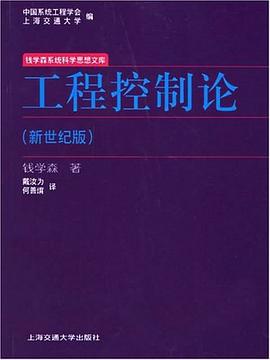 中国系统工程学会
上海交通大学
编
钱学森系统科学思想文库
工程控制论
(新世纪版)
钱学森 著
戴汝为
何善堉
译
上海交通大学出版社